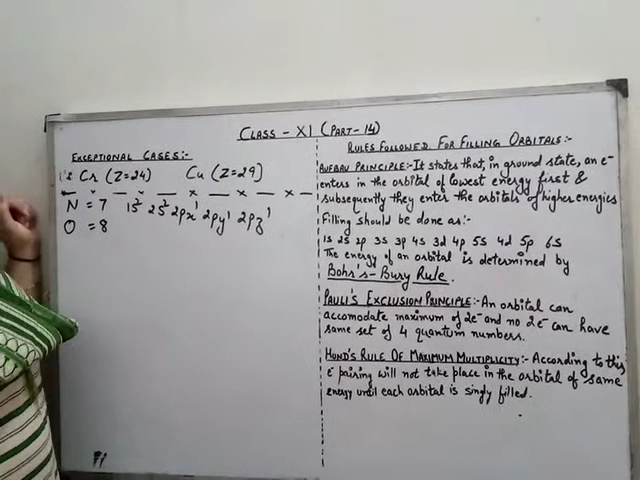 CLASS - XI (PART-14)
EXCEPTIONAL CASES:-
Cr (Z=24) Cu (Z=29)
N = 7 1s² 2s² 2px¹ 2py¹ 2pz¹
O = 8
RULES FOLLOWED FOR FILLING ORBITALS:-
AUFBAU PRINCIPLE:- It states that, in ground state, an e⁻
enters in the orbital of lowest energy first &
subsequently they enter the orbitals of higher energies
Filling should be done as:-
1s 2s 2p 3s 3p 4s 3d 4p 5s 4d 5p 6s
The energy of an orbital is determined by
Bohr's-Bury Rule.
PAULI'S EXCLUSION PRINCIPLE:- An orbital can
accomodate maximum of 2e⁻ and no 2e⁻ can have
same set of 4 quantum numbers.
HUND'S RULE OF MAXIMUM MULTIPLICITY:- According to this
e⁻ pairing will not take place in the orbital of same
energy until each orbital is singly filled.